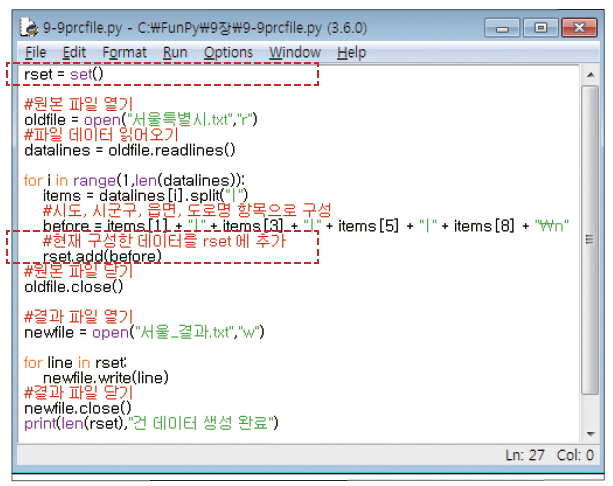 9-9prcfile.py - C:₩FunPy₩9장₩9-9prcfile.py (3.6.0)
File Edit Format Run Options Window Help
rset = set()
#원본 파일 열기
oldfile = open("서울특별시.txt","r")
#파일 데이터 읽어오기
datalines = oldfile.readlines()
for i in range(1,len(datalines)):
items = datalines[i].split("|")
#시도, 시군구, 읍면, 도로명 항목으로 구성
before = items[1] + "|" + items[3] + "|" + items[5] + "|" + items[8] + "₩n"
#현재 구성한 데이터를 rset에 추가
rset.add(before)
#원본 파일 닫기
oldfile.close()
#결과 파일 열기
newfile = open("서울_결과.txt","w")
for line in rset:
newfile.write(line)
#결과 파일 닫기
newfile.close()
print(len(rset),"건 데이터 생성 완료")
Ln: 27 Col: 0